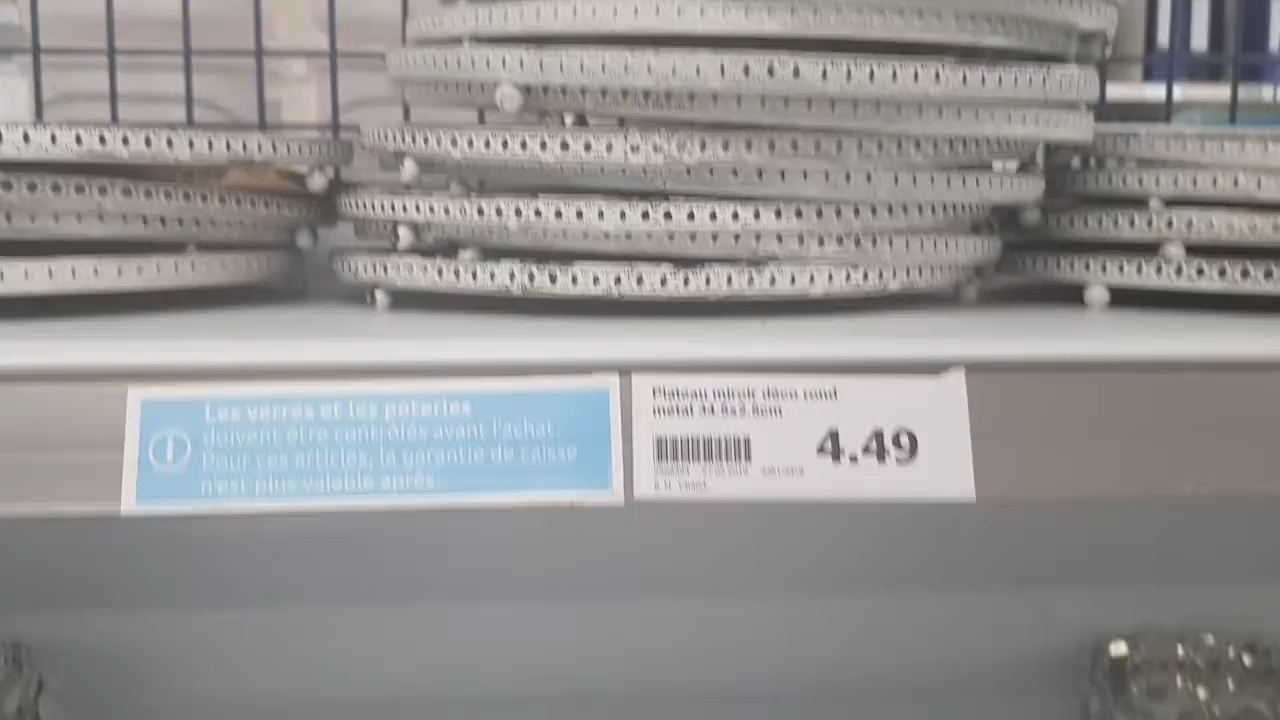 Les verres et les poteries
doivent être contrôlés avant l'achat.
Pour ces articles, la garantie de caisse
n'est plus valable après.
Plateau miroir déco rond
métal
4.49